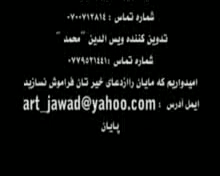 شماره تماس : ۰۷۰۰۷۱۲۸۱۴
تدوین کننده ویس الدین "محمد"
شماره تماس :۰۷۷۹۵۲۱۴۴۱
امیدواریم که مایان راازدعای خیر تان فراموش نسازید
ایمل ادرس : art_jawad@yahoo.com
پایان